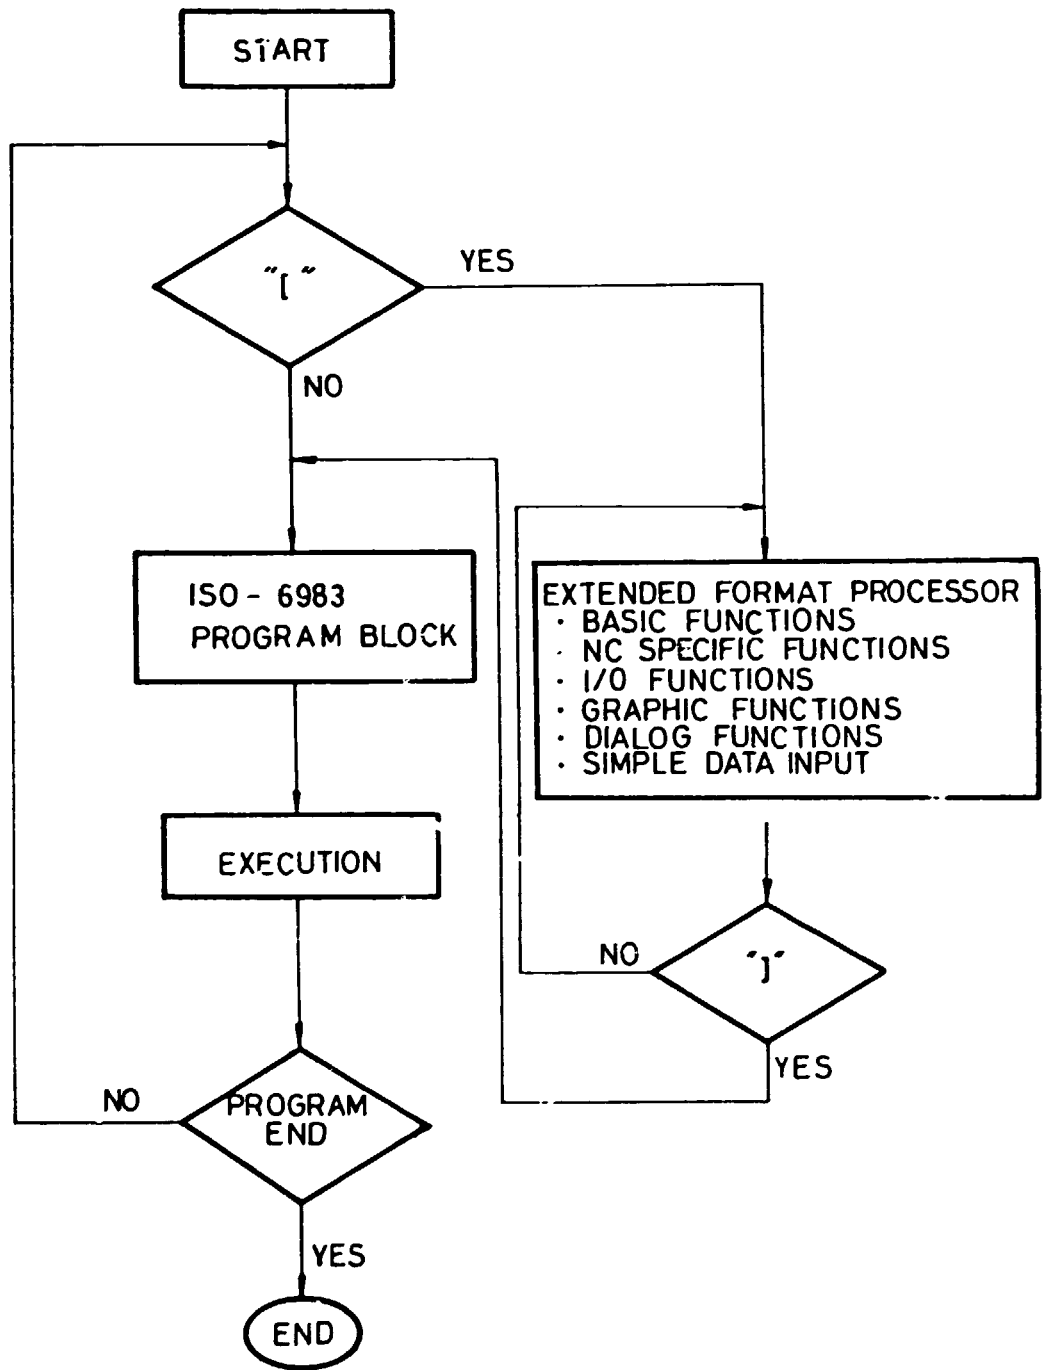 START
"["
YES
NO
ISO - 6983
PROGRAM BLOCK
EXTENDED FORMAT PROCESSOR
· BASIC FUNCTIONS
· NC SPECIFIC FUNCTIONS
· I/O FUNCTIONS
· GRAPHIC FUNCTIONS
· DIALOG FUNCTIONS
· SIMPLE DATA INPUT
EXECUTION
NO
"]"
YES
NO
PROGRAM
END
YES
END